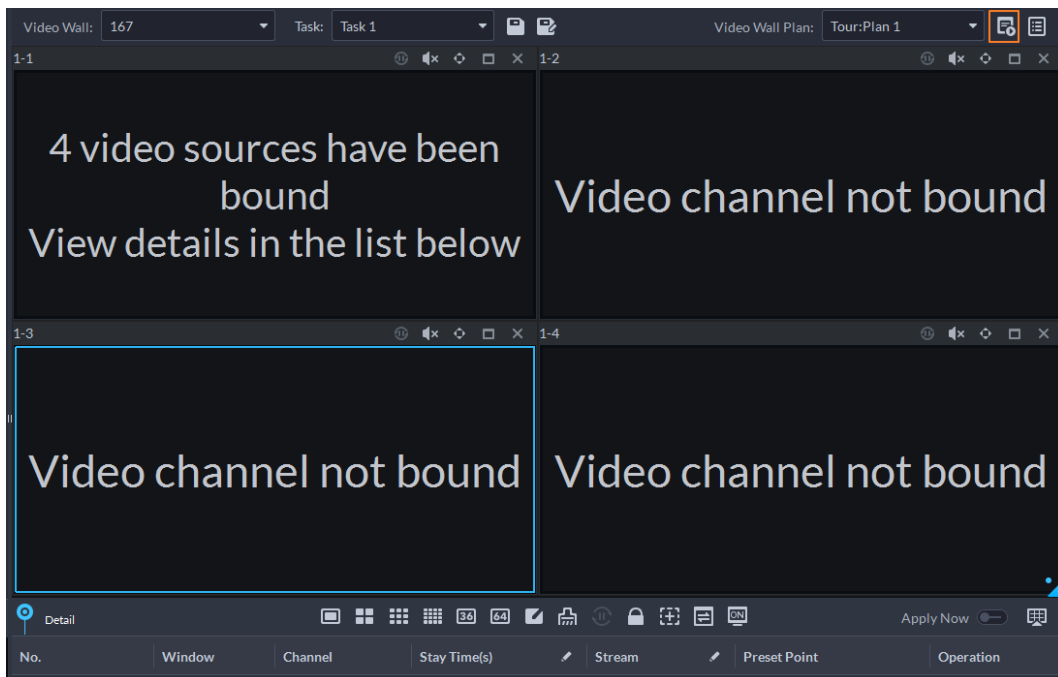 Video Wall: 167 Task: Task 1 Video Wall Plan: Tour:Plan 1
1-1
4 video sources have been
bound
View details in the list below
1-2
Video channel not bound
1-3
Video channel not bound
1-4
Video channel not bound
Detail 36 64 ON Apply Now
No. Window Channel Stay Time(s) Stream Preset Point Operation